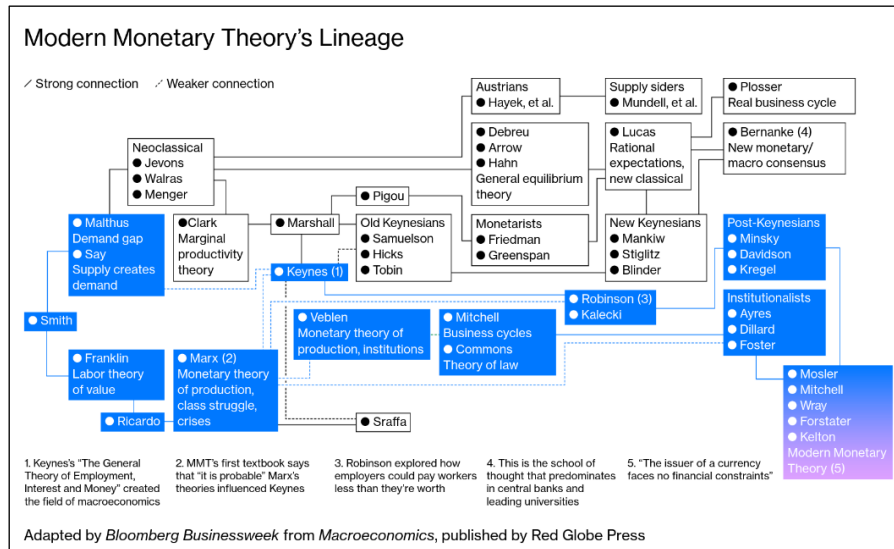 Modern Monetary Theory's Lineage
Strong connection
Weaker connection
Austrians
Hayek, et al.
Supply siders
Mundell, et al.
Plosser
Real business cycle
Neoclassical
Jevons
Walras
Menger
Debreu
Arrow
Hahn
General equilibrium
theory
Lucas
Rational
expectations,
new classical
Bernanke (4)
New monetary/
macro consensus
Pigou
Malthus
Demand gap
Say
Supply creates
demand
Clark
Marginal
productivity
theory
Marshall
Old Keynesians
Samuelson
Hicks
Tobin
Monetarists
Friedman
Greenspan
New Keynesians
Mankiw
Stiglitz
Blinder
Post-Keynesians
Minsky
Davidson
Kregel
Keynes (1)
Robinson (3)
Kalecki
Institutionalists
Ayres
Dillard
Foster
Smith
Veblen
Monetary theory of
production, institutions
Mitchell
Business cycles
Commons
Theory of law
Franklin
Labor theory
of value
Marx (2)
Monetary theory
of production,
class struggle,
crises
Ricardo
Sraffa
Mosler
Mitchell
Wray
Forstater
Kelton
Modern Monetary
Theory (5)
1. Keynes's "The General
Theory of Employment,
Interest and Money" created
the field of macroeconomics
2. MMT's first textbook says
that "it is probable" Marx's
theories influenced Keynes
3. Robinson explored how
employers could pay workers
less than they're worth
4. This is the school of
thought that predominates
in central banks and
leading universities
5. "The issuer of a currency
faces no financial constraints"
Adapted by Bloomberg Businessweek from Macroeconomics, published by Red Globe Press